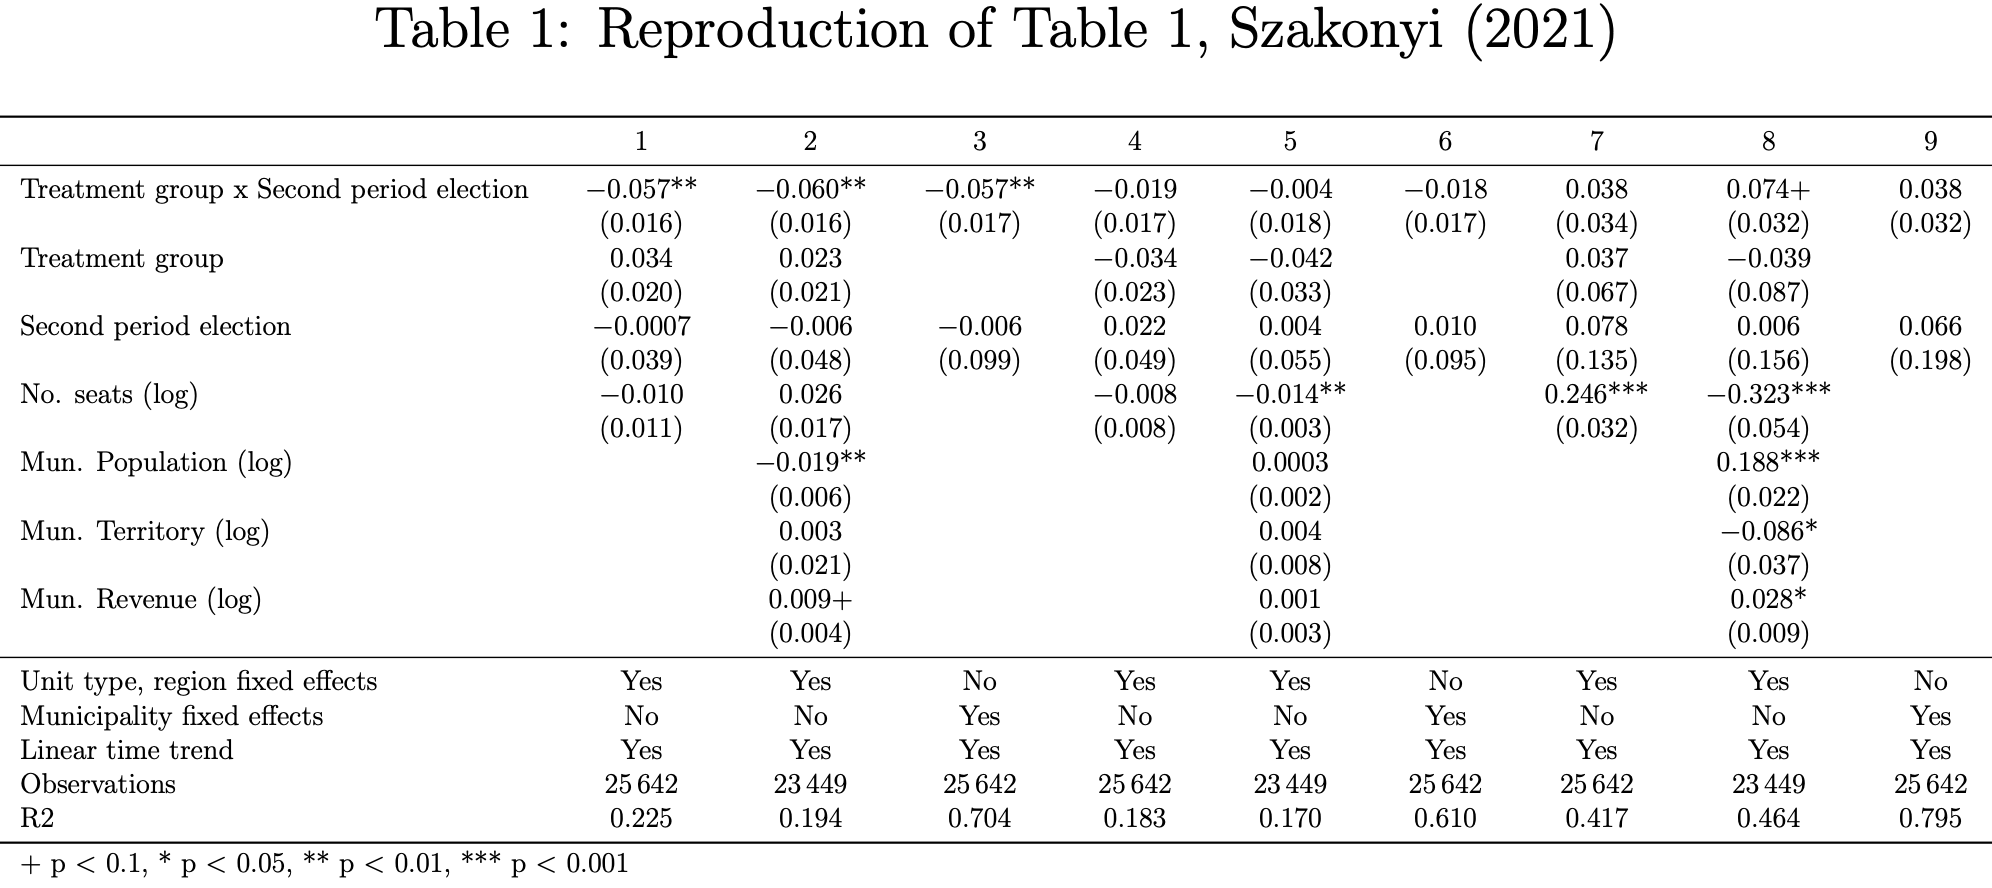 Table 1: Reproduction of Table 1, Szakonyi (2021)
1 2 3 4 5 6 7 8 9
Treatment group x Second period election −0.057** −0.060** −0.057** −0.019 −0.004 −0.018 0.038 0.074+ 0.038
(0.016) (0.016) (0.017) (0.017) (0.018) (0.017) (0.034) (0.032) (0.032)
Treatment group 0.034 0.023 −0.034 −0.042 0.037 −0.039
(0.020) (0.021) (0.023) (0.033) (0.067) (0.087)
Second period election −0.0007 −0.006 −0.006 0.022 0.004 0.010 0.078 0.006 0.066
(0.039) (0.048) (0.099) (0.049) (0.055) (0.095) (0.135) (0.156) (0.198)
No. seats (log) −0.010 0.026 −0.008 −0.014** 0.246*** −0.323***
(0.011) (0.017) (0.008) (0.003) (0.032) (0.054)
Mun. Population (log) −0.019** 0.0003 0.188***
(0.006) (0.002) (0.022)
Mun. Territory (log) 0.003 0.004 −0.086*
(0.021) (0.008) (0.037)
Mun. Revenue (log) 0.009+ 0.001 0.028*
(0.004) (0.003) (0.009)
Unit type, region fixed effects Yes Yes No Yes Yes No Yes Yes No
Municipality fixed effects No No Yes No No Yes No No Yes
Linear time trend Yes Yes Yes Yes Yes Yes Yes Yes Yes
Observations 25 642 23 449 25 642 25 642 23 449 25 642 25 642 23 449 25 642
R2 0.225 0.194 0.704 0.183 0.170 0.610 0.417 0.464 0.795
+ p < 0.1, * p < 0.05, ** p < 0.01, *** p < 0.001